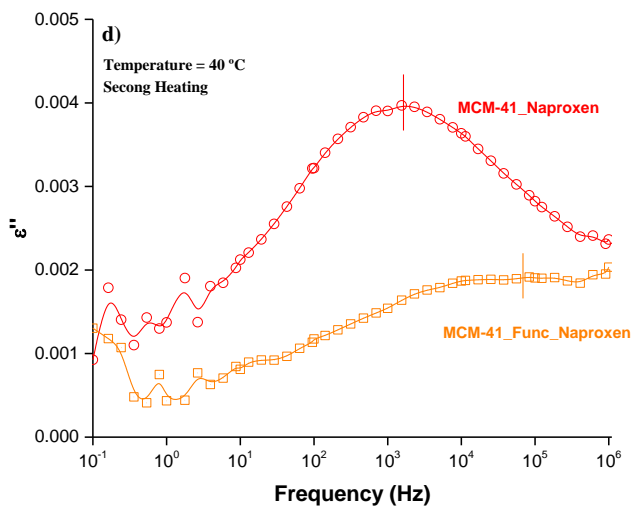 d)
Temperature = 40 ºC
Secong Heating
MCM-41_Naproxen
MCM-41_Func_Naproxen
ε''
0.005
0.004
0.003
0.002
0.001
0.000
10⁻¹ 10⁰ 10¹ 10² 10³ 10⁴ 10⁵ 10⁶
Frequency (Hz)